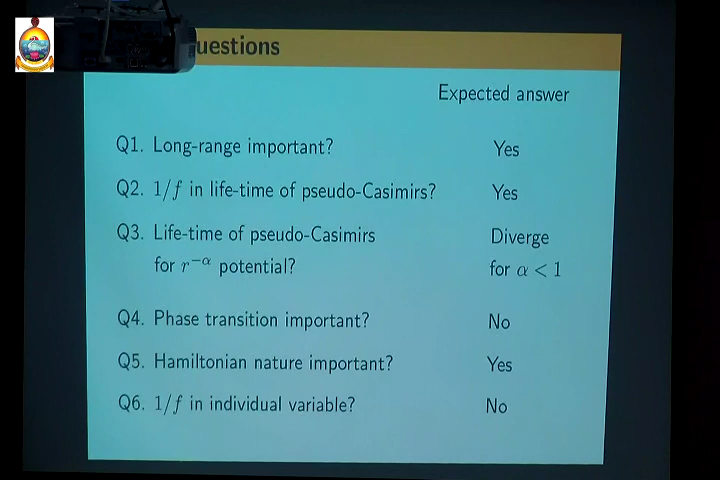 uestions
Expected answer
Q1. Long-range important? Yes
Q2. 1/f in life-time of pseudo-Casimirs? Yes
Q3. Life-time of pseudo-Casimirs Diverge
for r^{-α} potential? for α < 1
Q4. Phase transition important? No
Q5. Hamiltonian nature important? Yes
Q6. 1/f in individual variable? No